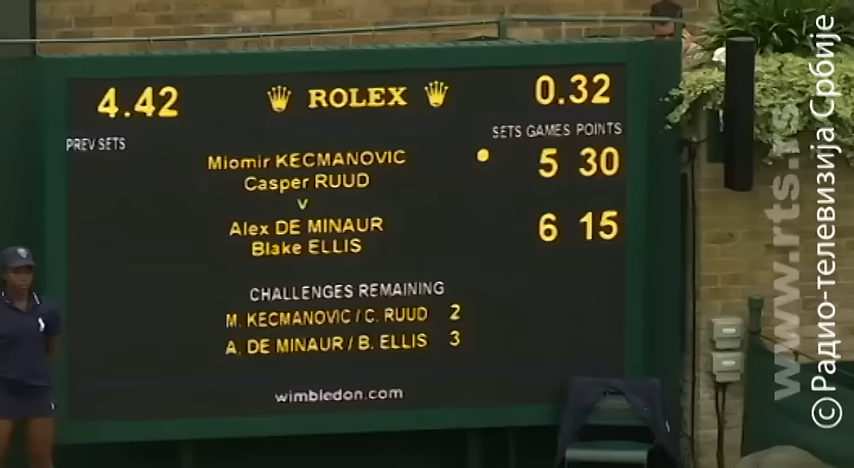 4.42 ROLEX 0.32
PREV SETS
SETS GAMES POINTS
Miomir KECMANOVIC
Casper RUUD
5 30
v
Alex DE MINAUR
Blake ELLIS
6 15
CHALLENGES REMAINING
M. KECMANOVIC / C. RUUD 2
A. DE MINAUR / B. ELLIS 3
wimbledon.com
www.rts.rs
© Радио-телевизија Србије